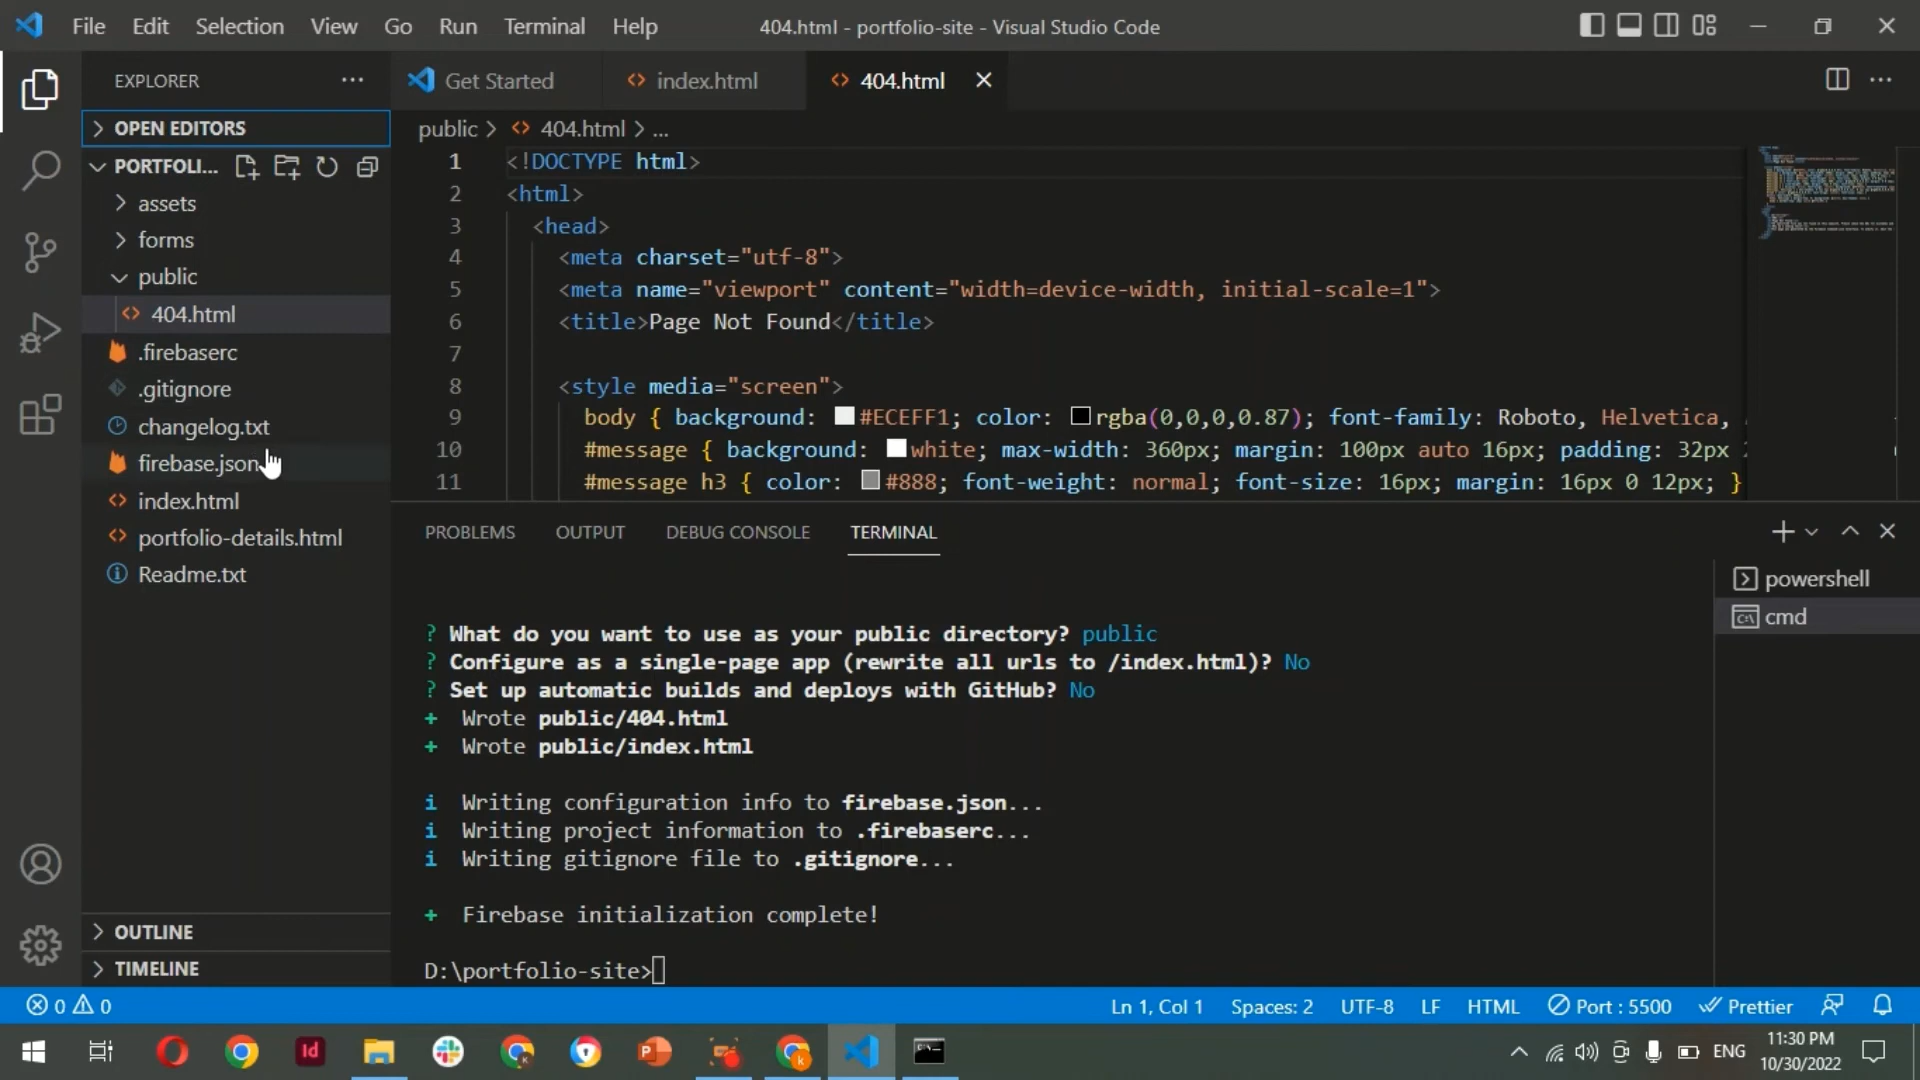 File Edit Selection View Go Run Terminal Help
404.html - portfolio-site - Visual Studio Code
EXPLORER
OPEN EDITORS
PORTFOLI...
assets
forms
public
404.html
.firebaserc
.gitignore
changelog.txt
firebase.json
index.html
portfolio-details.html
Readme.txt
OUTLINE
TIMELINE
Get Started
index.html
404.html
public > 404.html > ...
1 <!DOCTYPE html>
2 <html>
3 <head>
4 <meta charset="utf-8">
5 <meta name="viewport" content="width=device-width, initial-scale=1">
6 <title>Page Not Found</title>
7
8 <style media="screen">
9 body { background: #ECEFF1; color: rgba(0,0,0,0.87); font-family: Roboto, Helvetica,
10 #message { background: white; max-width: 360px; margin: 100px auto 16px; padding: 32px
11 #message h3 { color: #888; font-weight: normal; font-size: 16px; margin: 16px 0 12px; }
PROBLEMS OUTPUT DEBUG CONSOLE TERMINAL
powershell
cmd
? What do you want to use as your public directory? public
? Configure as a single-page app (rewrite all urls to /index.html)? No
? Set up automatic builds and deploys with GitHub? No
+ Wrote public/404.html
+ Wrote public/index.html
i Writing configuration info to firebase.json...
i Writing project information to .firebaserc...
i Writing gitignore file to .gitignore...
+ Firebase initialization complete!
D:\portfolio-site>
0 0
Ln 1, Col 1 Spaces: 2 UTF-8 LF HTML Port : 5500 Prettier
Id
ENG
11:30 PM
10/30/2022